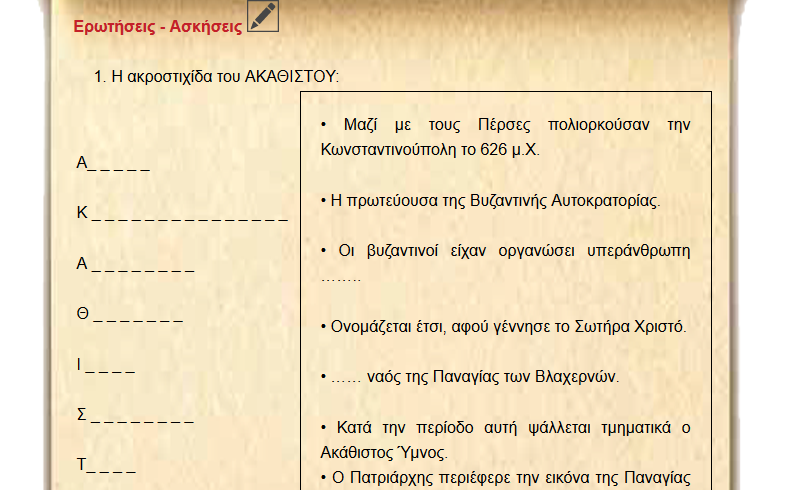 Ερωτήσεις - Ασκήσεις
1. Η ακροστιχίδα του ΑΚΑΘΙΣΤΟΥ:
Α_ _ _ _ _
Κ _ _ _ _ _ _ _ _ _ _ _ _ _ _ _
Α _ _ _ _ _ _ _ _
Θ _ _ _ _ _ _ _
Ι _ _ _ _
Σ _ _ _ _ _ _ _ _
Τ_ _ _ _
• Μαζί με τους Πέρσες πολιορκούσαν την
Κωνσταντινούπολη το 626 μ.Χ.
• Η πρωτεύουσα της Βυζαντινής Αυτοκρατορίας.
• Οι βυζαντινοί είχαν οργανώσει υπεράνθρωπη
……..
• Ονομάζεται έτσι, αφού γέννησε το Σωτήρα Χριστό.
• …… ναός της Παναγίας των Βλαχερνών.
• Κατά την περίοδο αυτή ψάλλεται τμηματικά ο
Ακάθιστος Ύμνος.
• Ο Πατριάρχης περιέφερε την εικόνα της Παναγίας